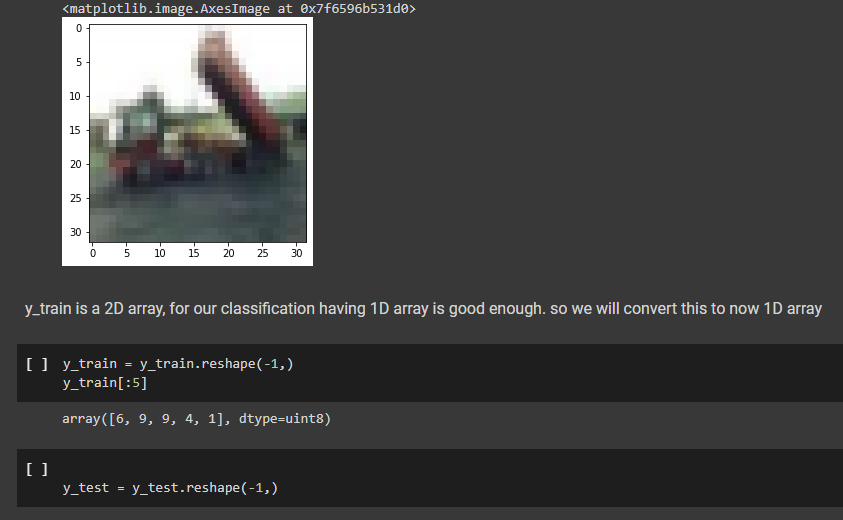 <matplotlib.image.AxesImage at 0x7f6596b531d0>
0
5
10
15
20
25
30
0 5 10 15 20 25 30
y_train is a 2D array, for our classification having 1D array is good enough. so we will convert this to now 1D array
[ ] y_train = y_train.reshape(-1,)
y_train[:5]
array([6, 9, 9, 4, 1], dtype=uint8)
[ ]
y_test = y_test.reshape(-1,)